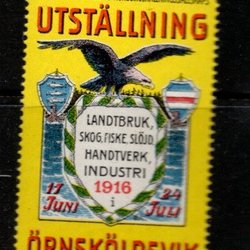 UTSTÄLLNING
LANDTBRUK,
SKOG, FISKE, SLÖJD,
HANDTVERK,
INDUSTRI
1916
i
17 24
JUNI JULI
ÖRNSKÖLDSVIK